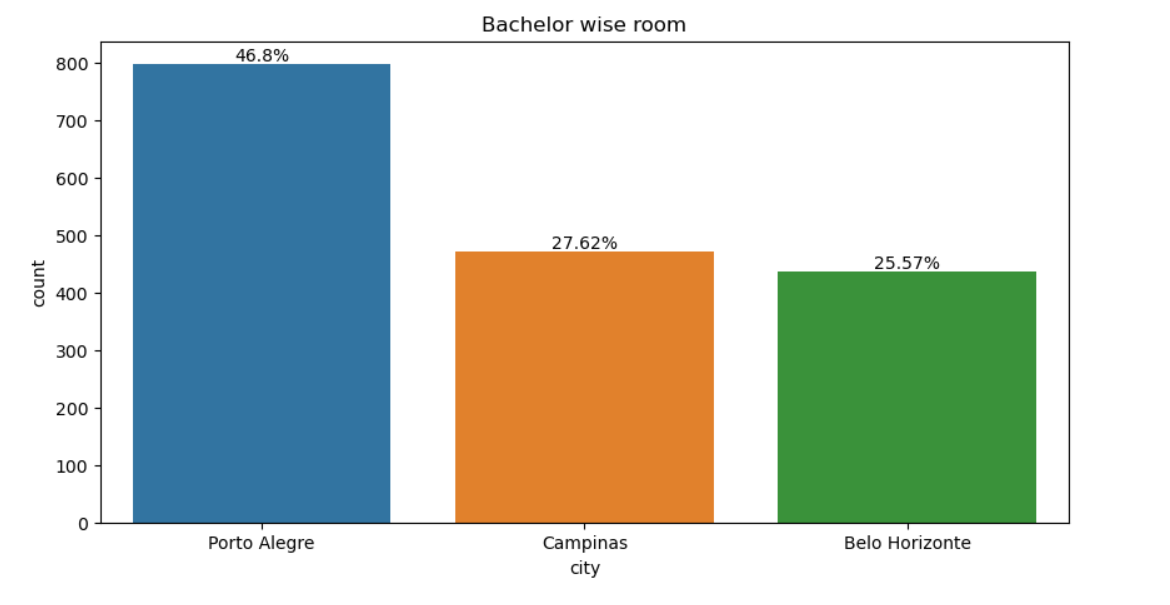 Bachelor wise room
46.8%
27.62%
25.57%
800
700
600
500
400
300
200
100
0
count
Porto Alegre
Campinas
Belo Horizonte
city